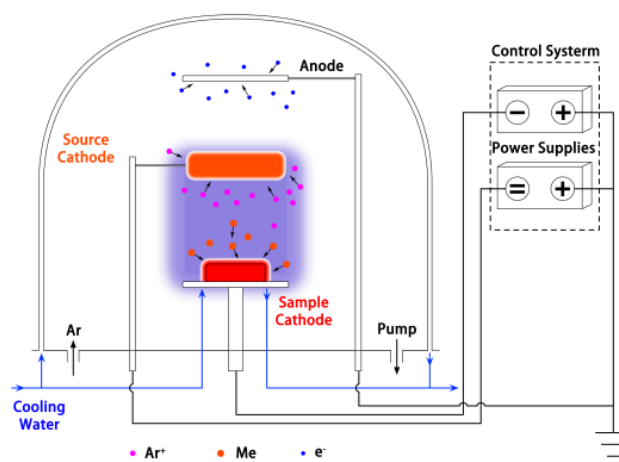 Control Systerm
Anode
Source
Cathode
− +
Power Supplies
= +
Sample
Cathode
Ar
Pump
Cooling
Water
Ar⁺
Me
e⁻